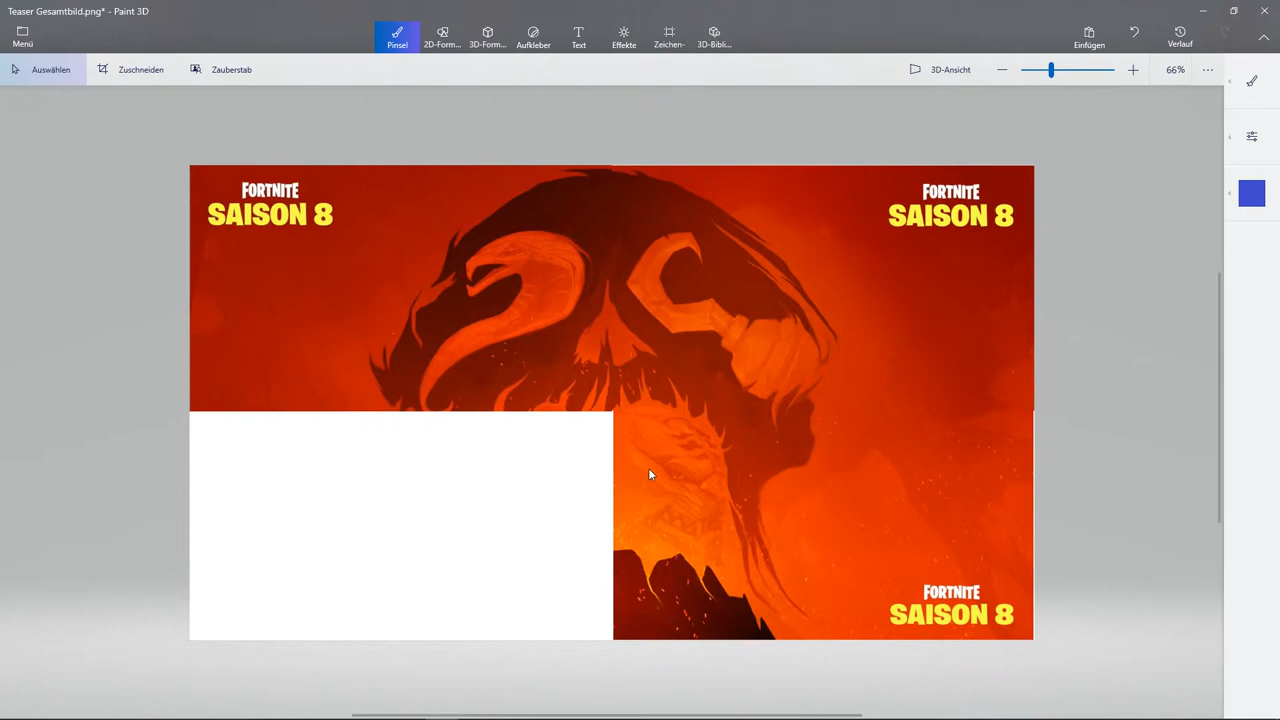 Teaser Gesamtbild.png* - Paint 3D
Menü
Pinsel
2D-Form...
3D-Form...
Aufkleber
Text
Effekte
Zeichen-
3D-Bibli...
Einfügen
Verlauf
Auswählen
Zuschneiden
Zauberstab
3D-Ansicht
66%
FORTNITE
SAISON 8
FORTNITE
SAISON 8
FORTNITE
SAISON 8